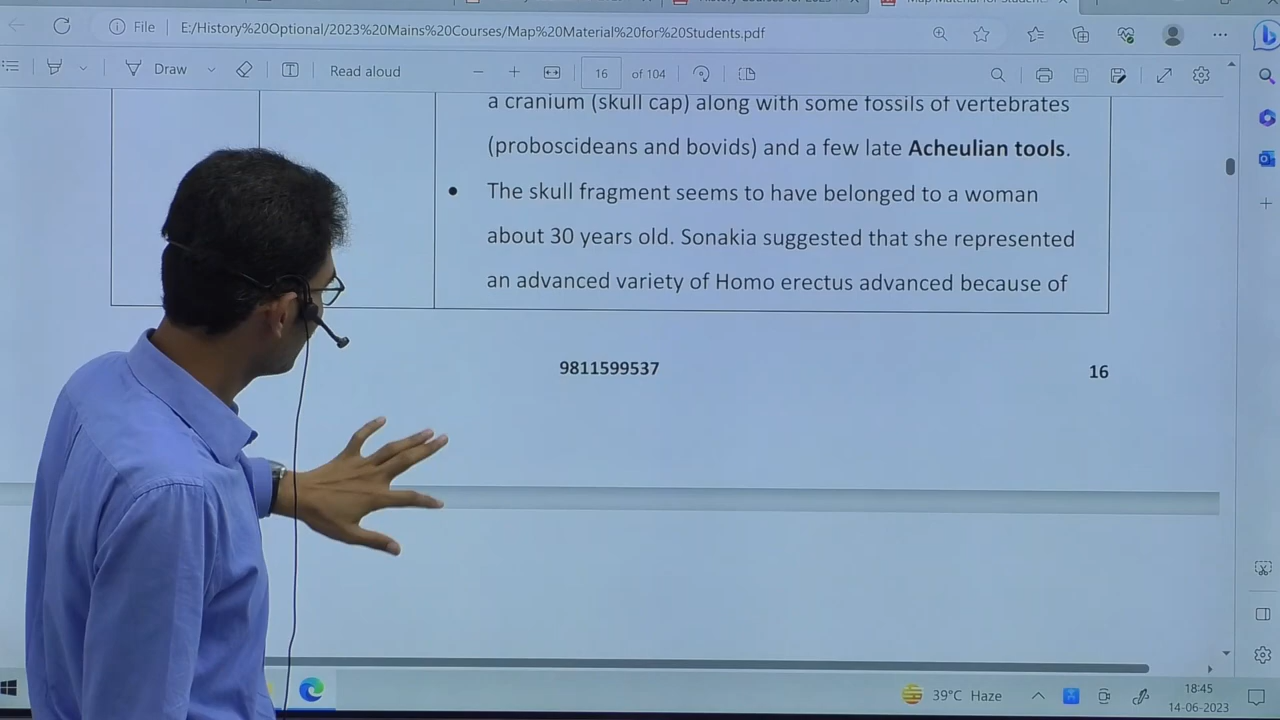 File
E:/History%20Optional/2023%20Mains%20Courses/Map%20Material%20for%20Students.pdf
Draw
Read aloud
16
of 104
a cranium (skull cap) along with some fossils of vertebrates
(proboscideans and bovids) and a few late Acheulian tools.
• The skull fragment seems to have belonged to a woman
about 30 years old. Sonakia suggested that she represented
an advanced variety of Homo erectus advanced because of
9811599537
16
39°C Haze
18:45
14-06-2023